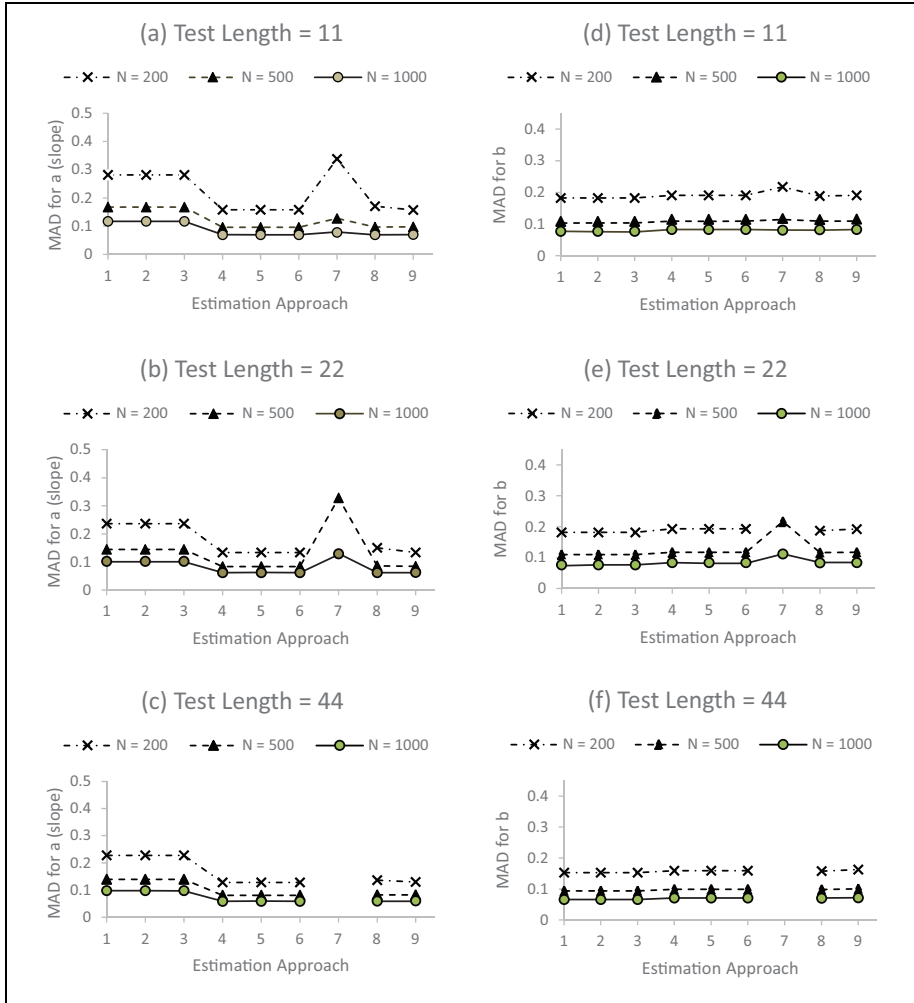 (a) Test Length = 11
N = 200 N = 500 N = 1000
MAD for a (slope)
0.5
0.4
0.3
0.2
0.1
0
1 2 3 4 5 6 7 8 9
Estimation Approach
(d) Test Length = 11
N = 200 N = 500 N = 1000
MAD for b
0.4
0.3
0.2
0.1
0
1 2 3 4 5 6 7 8 9
Estimation Approach
(b) Test Length = 22
N = 200 N = 500 N = 1000
MAD for a (slope)
0.5
0.4
0.3
0.2
0.1
0
1 2 3 4 5 6 7 8 9
Estimation Approach
(e) Test Length = 22
N = 200 N = 500 N = 1000
MAD for b
0.4
0.3
0.2
0.1
0
1 2 3 4 5 6 7 8 9
Estimation Approach
(c) Test Length = 44
N = 200 N = 500 N = 1000
MAD for a (slope)
0.5
0.4
0.3
0.2
0.1
0
1 2 3 4 5 6 7 8 9
Estimation Approach
(f) Test Length = 44
N = 200 N = 500 N = 1000
MAD for b
0.4
0.3
0.2
0.1
0
1 2 3 4 5 6 7 8 9
Estimation Approach